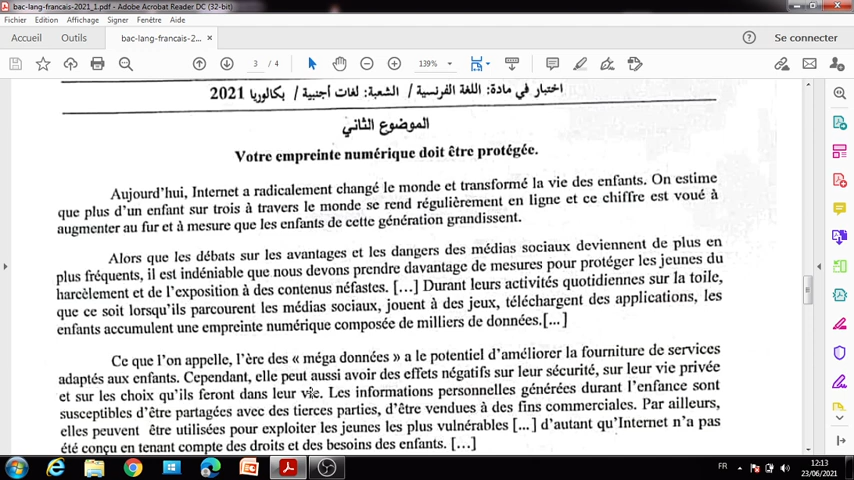 bac-lang-francais-2021_1.pdf - Adobe Acrobat Reader DC (32-bit)
Fichier Edition Affichage Signer Fenêtre Aide
Accueil Outils bac-lang-francais-2... × Se connecter
3 / 4 139%
اختبار في مادة: اللغة الفرنسية / الشعبة: لغات أجنبية / بكالوريا 2021
الموضوع الثاني
Votre empreinte numérique doit être protégée.
Aujourd'hui, Internet a radicalement changé le monde et transformé la vie des enfants. On estime
que plus d'un enfant sur trois à travers le monde se rend régulièrement en ligne et ce chiffre est voué à
augmenter au fur et à mesure que les enfants de cette génération grandissent.
Alors que les débats sur les avantages et les dangers des médias sociaux deviennent de plus en
plus fréquents, il est indéniable que nous devons prendre davantage de mesures pour protéger les jeunes du
harcèlement et de l'exposition à des contenus néfastes. [...] Durant leurs activités quotidiennes sur la toile,
que ce soit lorsqu'ils parcourent les médias sociaux, jouent à des jeux, téléchargent des applications, les
enfants accumulent une empreinte numérique composée de milliers de données.[...]
Ce que l'on appelle, l'ère des « méga données » a le potentiel d'améliorer la fourniture de services
adaptés aux enfants. Cependant, elle peut aussi avoir des effets négatifs sur leur sécurité, sur leur vie privée
et sur les choix qu'ils feront dans leur vie. Les informations personnelles générées durant l'enfance sont
susceptibles d'être partagées avec des tierces parties, d'être vendues à des fins commerciales. Par ailleurs,
elles peuvent être utilisées pour exploiter les jeunes les plus vulnérables [...] d'autant qu'Internet n'a pas
été conçu en tenant compte des droits et des besoins des enfants. [...]
FR 12:13
23/06/2021